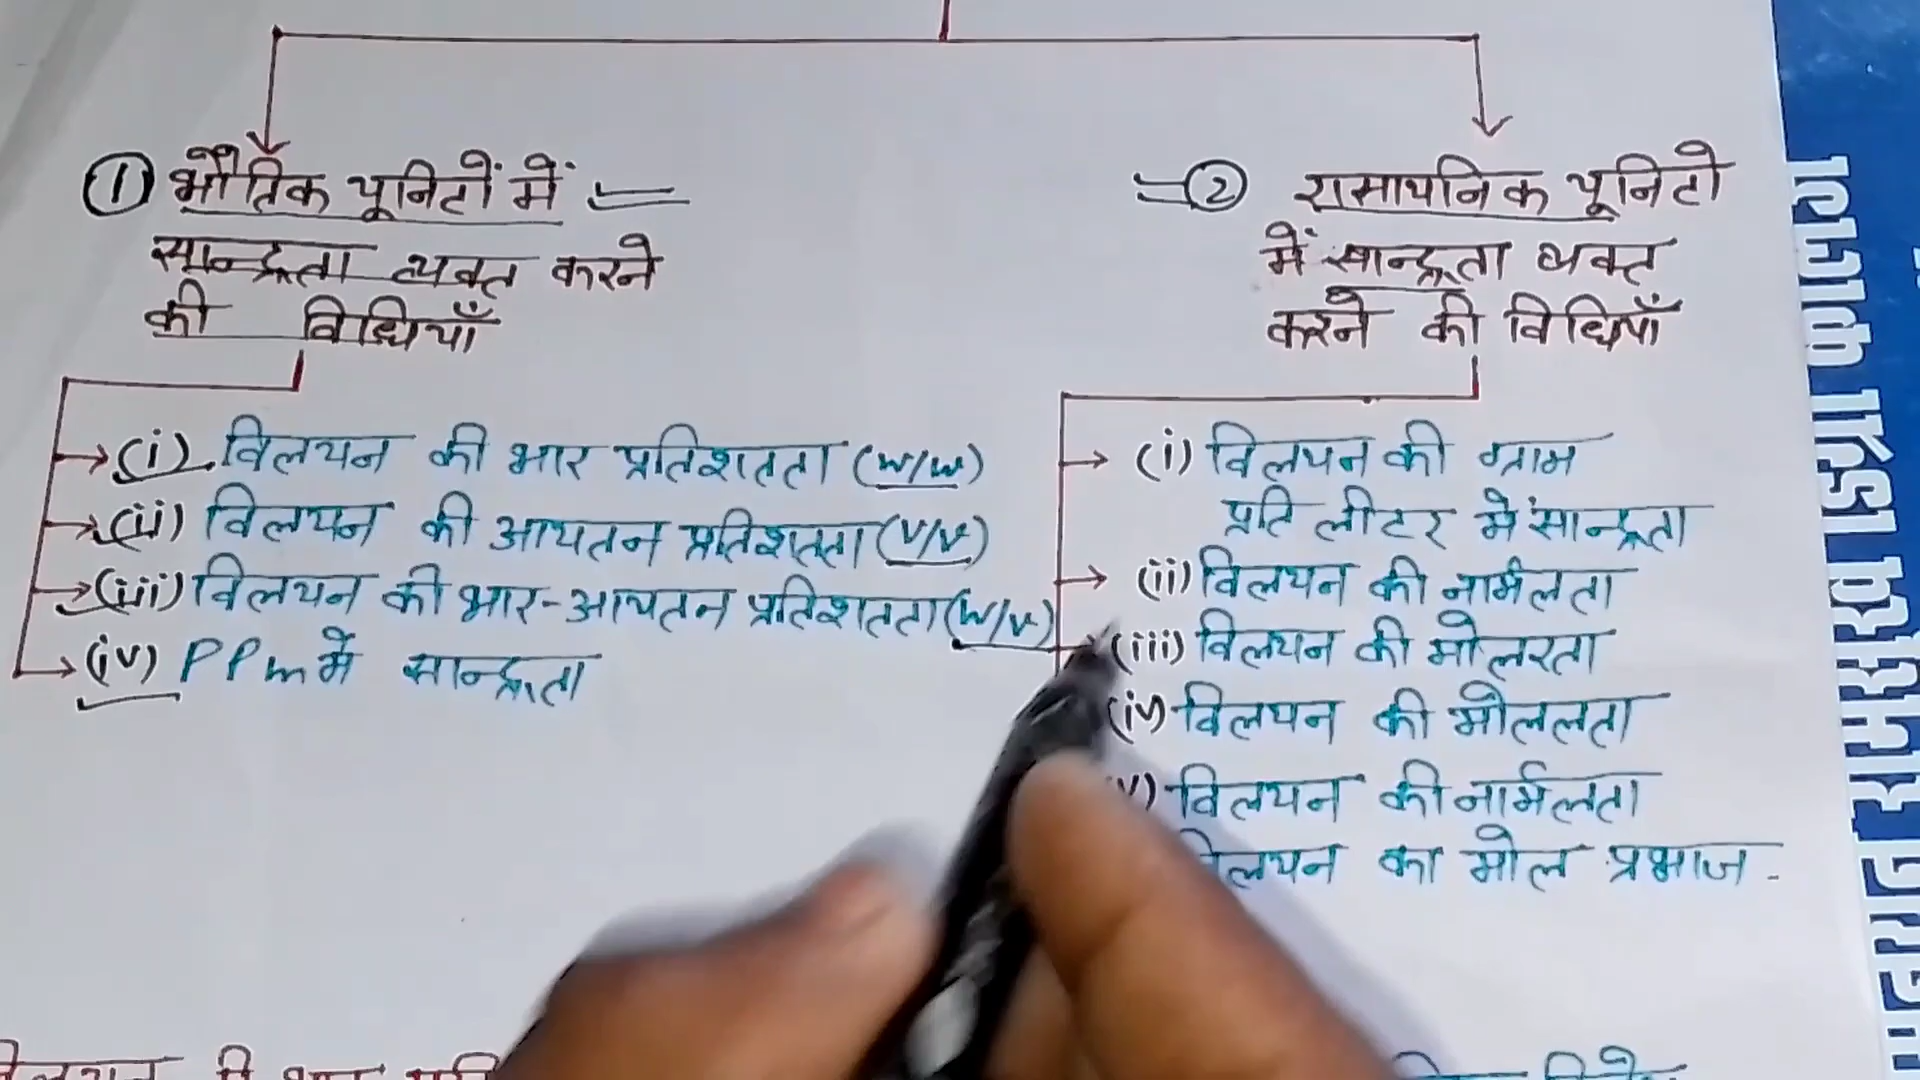 ① भौतिक यूनिटों में
सान्द्रता व्यक्त करने
की विधियाँ
(i) विलयन की भार प्रतिशतता (w/w)
(ii) विलयन की आयतन प्रतिशतता (v/v)
(iii) विलयन की भार-आयतन प्रतिशतता (w/v)
(iv) PPm में सान्द्रता
② रासायनिक यूनिटो
में सान्द्रता व्यक्त
करने की विधियाँ
(i) विलयन की ग्राम
प्रति लीटर में सान्द्रता
(ii) विलयन की नार्मलता
(iii) विलयन की मोलरता
(iv) विलयन की मोललता
विलयन की नार्मलता
विलयन का मोल प्रभाज